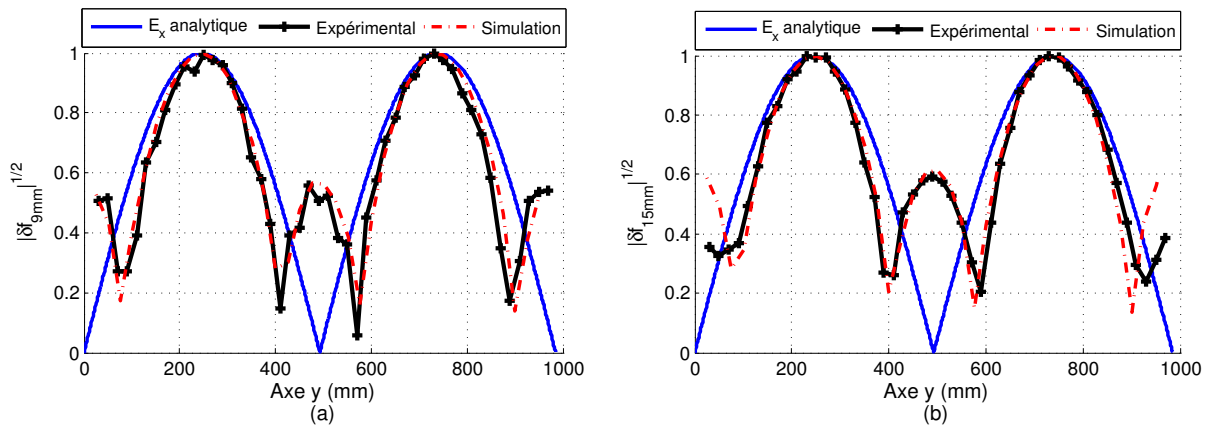 E_x analytique Expérimental Simulation
1
0.8
0.6
0.4
0.2
0
|δf_9mm|^1/2
0 200 400 600 800 1000
Axe y (mm)
(a)
E_x analytique Expérimental Simulation
1
0.8
0.6
0.4
0.2
0
|δf_15mm|^1/2
0 200 400 600 800 1000
Axe y (mm)
(b)